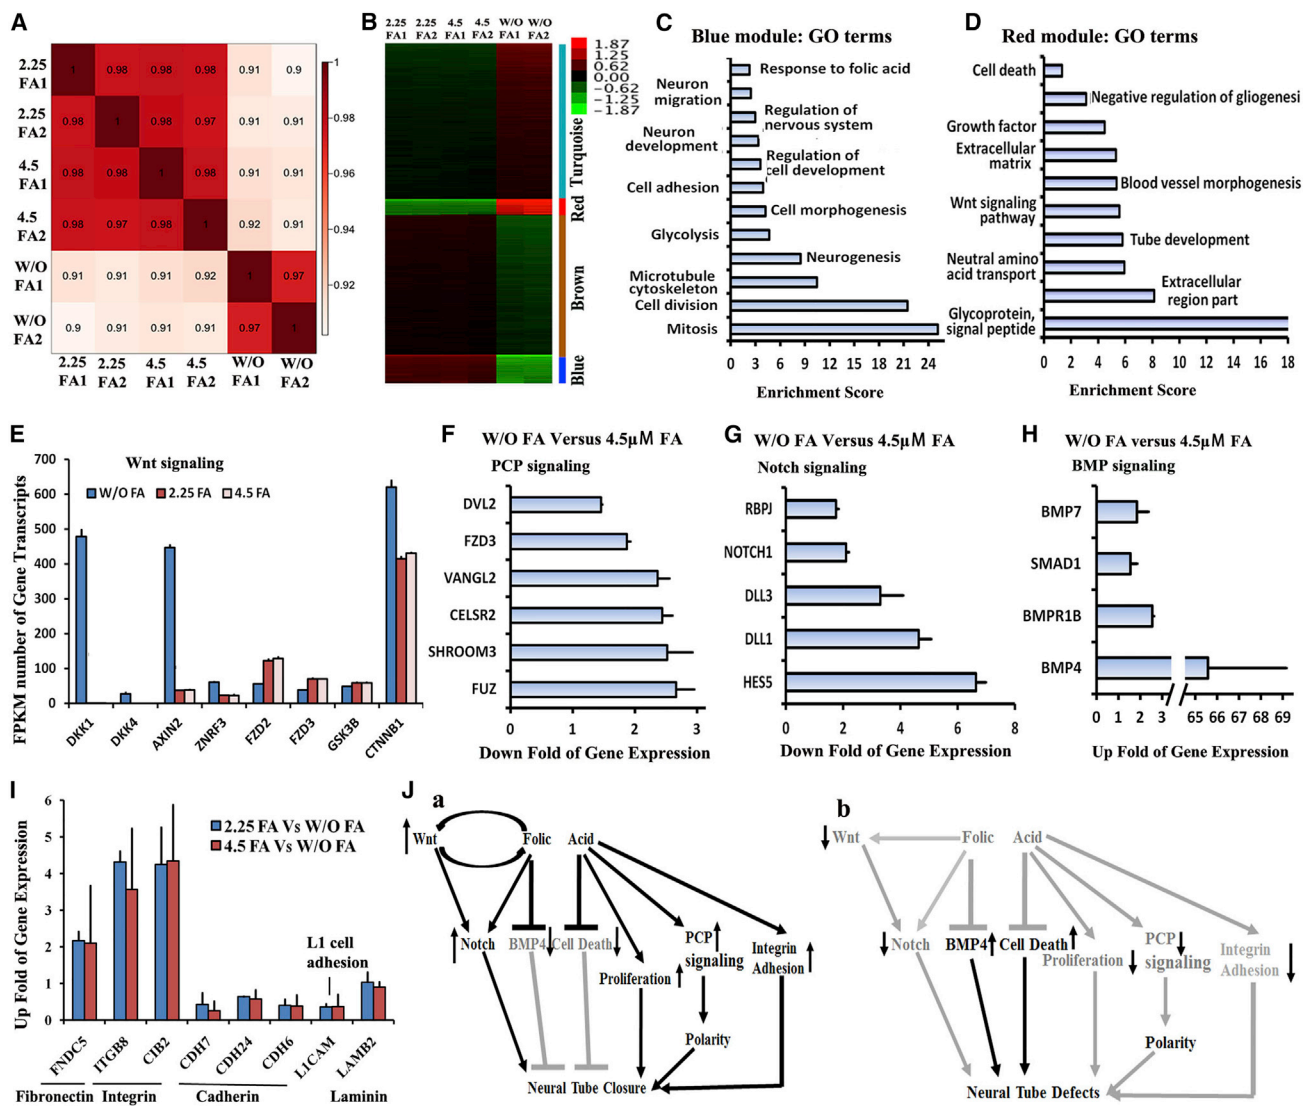 A
2.25 FA1
2.25 FA2
4.5 FA1
4.5 FA2
W/O FA1
W/O FA2
1 0.98 0.98 0.98 0.91 0.9
0.98 1 0.98 0.97 0.91 0.91
0.98 0.98 1 0.98 0.91 0.91
0.98 0.97 0.98 1 0.92 0.91
0.91 0.91 0.91 0.92 1 0.97
0.9 0.91 0.91 0.91 0.97 1
2.25 FA1
2.25 FA2
4.5 FA1
4.5 FA2
W/O FA1
W/O FA2
1
0.98
0.96
0.94
0.92
B
2.25 FA1
2.25 FA2
4.5 FA1
4.5 FA2
W/O FA1
W/O FA2
1.87
1.25
0.62
0.00
-0.62
-1.25
-1.87
Turquoise
Red
Brown
Blue
C
Blue module: GO terms
Response to folic acid
Neuron migration
Regulation of nervous system
Neuron development
Regulation of cell development
Cell adhesion
Cell morphogenesis
Glycolysis
Neurogenesis
Microtubule cytoskeleton
Cell division
Mitosis
0 3 6 9 12 15 18 21 24
Enrichment Score
D
Red module: GO terms
Cell death
Negative regulation of gliogenesi
Growth factor
Extracellular matrix
Blood vessel morphogenesis
Wnt signaling pathway
Tube development
Neutral amino acid transport
Extracellular region part
Glycoprotein, signal peptide
0 2 4 6 8 10 12 14 16 18
Enrichment Score
E
Wnt signaling
W/O FA 2.25 FA 4.5 FA
FPKM number of Gene Transcripts
700
600
500
400
300
200
100
0
DKK1 DKK4 AXIN2 ZNRF3 FZD2 FZD3 GSK3B CTNNB1
F
W/O FA Versus 4.5µM FA
PCP signaling
DVL2
FZD3
VANGL2
CELSR2
SHROOM3
FUZ
0 1 2 3
Down Fold of Gene Expression
G
W/O FA Versus 4.5µM FA
Notch signaling
RBPJ
NOTCH1
DLL3
DLL1
HES5
0 2 4 6 8
Down Fold of Gene Expression
H
W/O FA versus 4.5µM FA
BMP signaling
BMP7
SMAD1
BMPR1B
BMP4
0 1 2 3 65 66 67 68 69
Up Fold of Gene Expression
I
Up Fold of Gene Expression
6
5
4
3
2
1
0
2.25 FA Vs W/O FA
4.5 FA Vs W/O FA
L1 cell
adhesion
FNDC5 ITGB8 CIB2 CDH7 CDH24 CDH6 L1CAM LAMB2
Fibronectin Integrin Cadherin Laminin
J
a
Wnt Folic Acid
Notch BMP4 Cell Death
PCP signaling
Integrin Adhesion
Proliferation
Polarity
Neural Tube Closure
b
Wnt Folic Acid
Notch BMP4 Cell Death
PCP signaling
Integrin Adhesion
Proliferation
Polarity
Neural Tube Defects